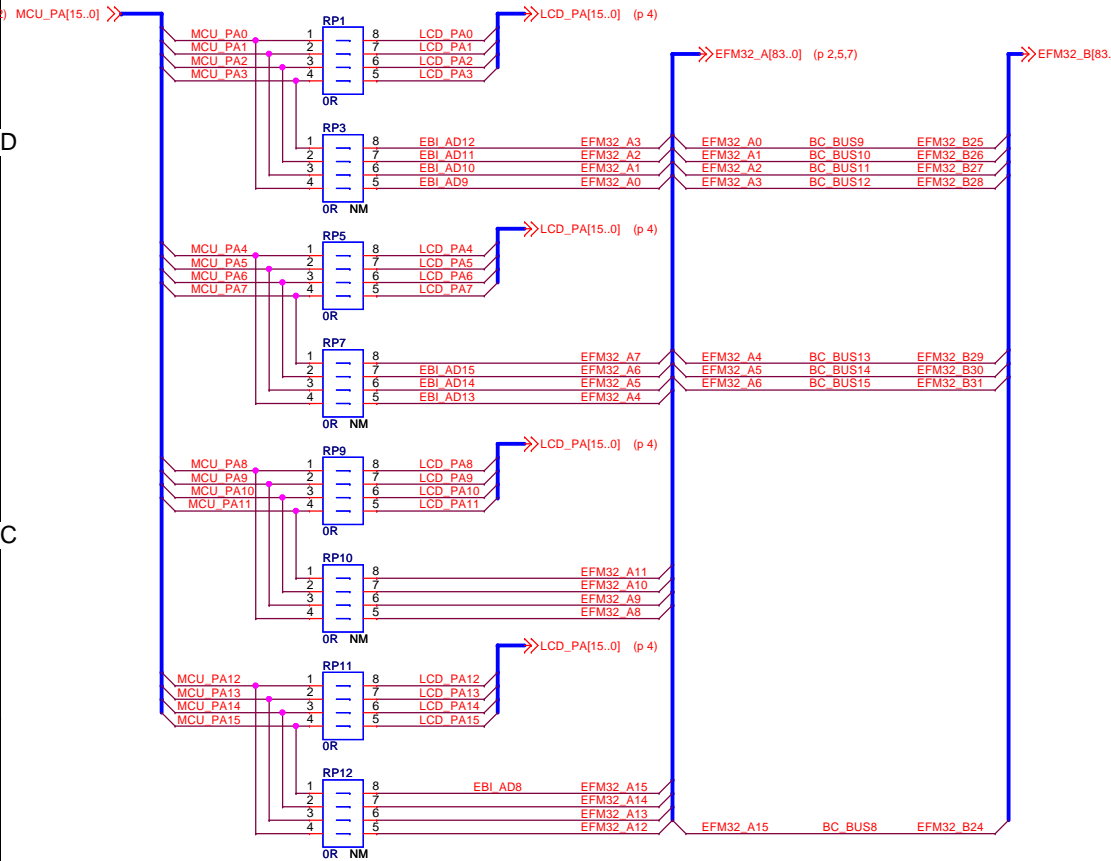 2) MCU_PA[15..0] LCD_PA[15..0] (p 4)
RP1
MCU_PA0 1 8 LCD_PA0
MCU_PA1 2 7 LCD_PA1
MCU_PA2 3 6 LCD_PA2
MCU_PA3 4 5 LCD_PA3
0R
EFM32_A[83..0] (p 2,5,7) EFM32_B[83.
D
RP3
1 8 EBI_AD12 EFM32_A3 EFM32_A0 BC_BUS9 EFM32_B25
2 7 EBI_AD11 EFM32_A2 EFM32_A1 BC_BUS10 EFM32_B26
3 6 EBI_AD10 EFM32_A1 EFM32_A2 BC_BUS11 EFM32_B27
4 5 EBI_AD9 EFM32_A0 EFM32_A3 BC_BUS12 EFM32_B28
0R NM
LCD_PA[15..0] (p 4)
RP5
MCU_PA4 1 8 LCD_PA4
MCU_PA5 2 7 LCD_PA5
MCU_PA6 3 6 LCD_PA6
MCU_PA7 4 5 LCD_PA7
0R
RP7
1 8 EFM32_A7 EFM32_A4 BC_BUS13 EFM32_B29
2 7 EBI_AD15 EFM32_A6 EFM32_A5 BC_BUS14 EFM32_B30
3 6 EBI_AD14 EFM32_A5 EFM32_A6 BC_BUS15 EFM32_B31
4 5 EBI_AD13 EFM32_A4
0R NM
LCD_PA[15..0] (p 4)
RP9
MCU_PA8 1 8 LCD_PA8
MCU_PA9 2 7 LCD_PA9
MCU_PA10 3 6 LCD_PA10
MCU_PA11 4 5 LCD_PA11
0R
C
RP10
1 8 EFM32_A11
2 7 EFM32_A10
3 6 EFM32_A9
4 5 EFM32_A8
0R NM
LCD_PA[15..0] (p 4)
RP11
MCU_PA12 1 8 LCD_PA12
MCU_PA13 2 7 LCD_PA13
MCU_PA14 3 6 LCD_PA14
MCU_PA15 4 5 LCD_PA15
0R
RP12
1 8 EBI_AD8 EFM32_A15
2 7 EFM32_A14
3 6 EFM32_A13
4 5 EFM32_A12 EFM32_A15 BC_BUS8 EFM32_B24
0R NM